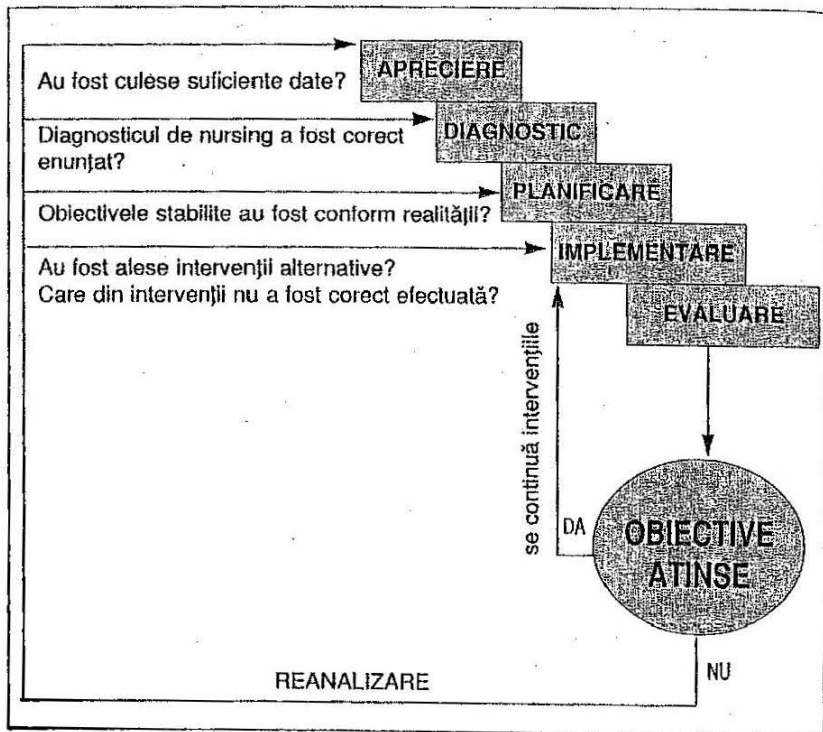 APRECIERE
Au fost culese suficiente date?
DIAGNOSTIC
Diagnosticul de nursing a fost corect
enunțat?
PLANIFICARE
Obiectivele stabilite au fost conform realității?
IMPLEMENTARE
Au fost alese intervenții alternative?
Care din intervenții nu a fost corect efectuată?
EVALUARE
se continuă intervențiile
DA
OBIECTIVE
ATINSE
NU
REANALIZARE